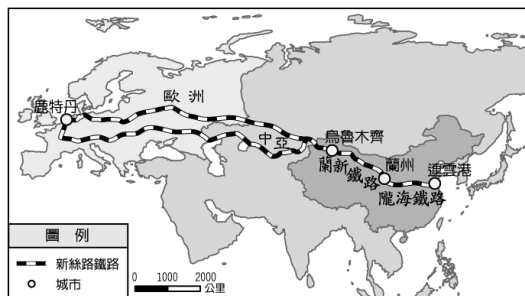 鹿特丹
歐洲
中亞
烏魯木齊
蘭新鐵路
蘭州
連雲港
隴海鐵路
圖例
新絲路鐵路
城市
0 1000 2000
公里